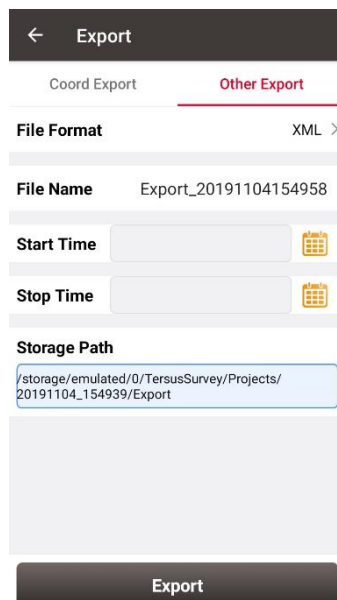 Export
Coord Export Other Export
File Format XML
File Name Export_20191104154958
Start Time
Stop Time
Storage Path
/storage/emulated/0/TersusSurvey/Projects/
20191104_154939/Export
Export